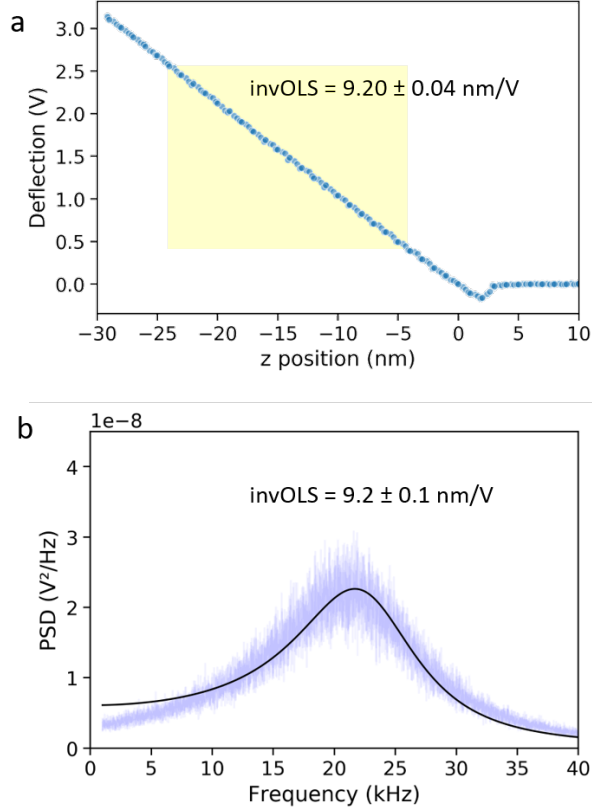 a
3.0
2.5
2.0
1.5
1.0
0.5
0.0
Deflection (V)
invOLS = 9.20 ± 0.04 nm/V
−30 −25 −20 −15 −10 −5 0 5 10
z position (nm)
b
1e-8
4
3
2
1
0
PSD (V²/Hz)
invOLS = 9.2 ± 0.1 nm/V
0 5 10 15 20 25 30 35 40
Frequency (kHz)